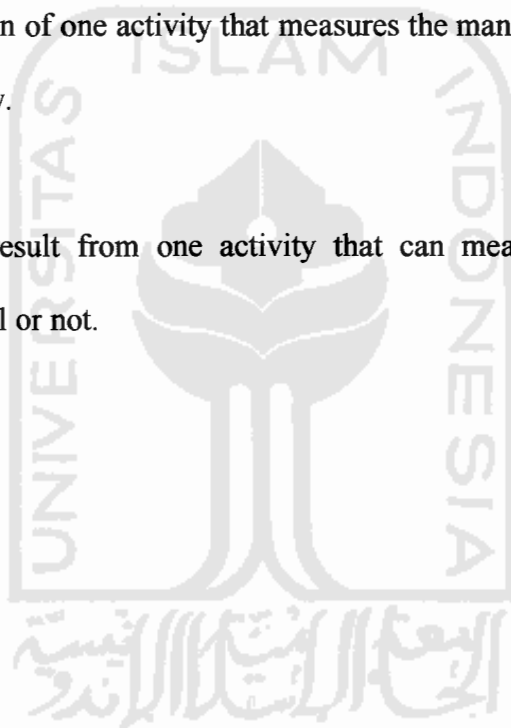 n of one activity that measures the man
ISLAM
y.
UNIVERSITAS
INDONESIA
esult from one activity that can mea
l or not.